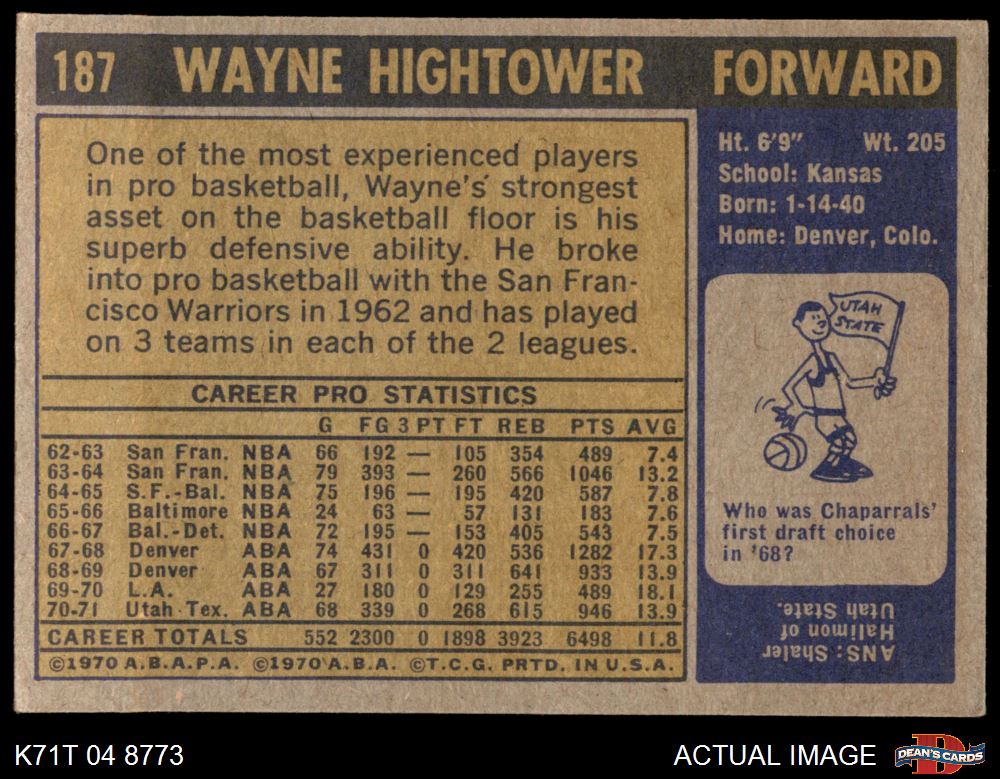 187 WAYNE HIGHTOWER FORWARD
One of the most experienced players
in pro basketball, Wayne's strongest
asset on the basketball floor is his
superb defensive ability. He broke
into pro basketball with the San Fran-
cisco Warriors in 1962 and has played
on 3 teams in each of the 2 leagues.
CAREER PRO STATISTICS
G FG 3 PT FT REB PTS AVG
62-63 San Fran. NBA 66 192 — 105 354 489 7.4
63-64 San Fran. NBA 79 393 — 260 566 1046 13.2
64-65 S.F.-Bal. NBA 75 196 — 195 420 587 7.8
65-66 Baltimore NBA 24 63 — 57 131 183 7.6
66-67 Bal.-Det. NBA 72 195 — 153 405 543 7.5
67-68 Denver ABA 74 431 0 420 536 1282 17.3
68-69 Denver ABA 67 311 0 311 641 933 13.9
69-70 L.A. ABA 27 180 0 129 255 489 18.1
70-71 Utah-Tex. ABA 68 339 0 268 615 946 13.9
CAREER TOTALS 552 2300 0 1898 3923 6498 11.8
©1970 A.B.A.P.A. ©1970 A.B.A. ©T.C.G. PRTD. IN U.S.A.
Ht. 6'9" Wt. 205
School: Kansas
Born: 1-14-40
Home: Denver, Colo.
UTAH
STATE
Who was Chaparrals'
first draft choice
in '68?
ANS: Shaler
Halimon of
Utah State.
K71T 04 8773
ACTUAL IMAGE
DEAN'S CARDS